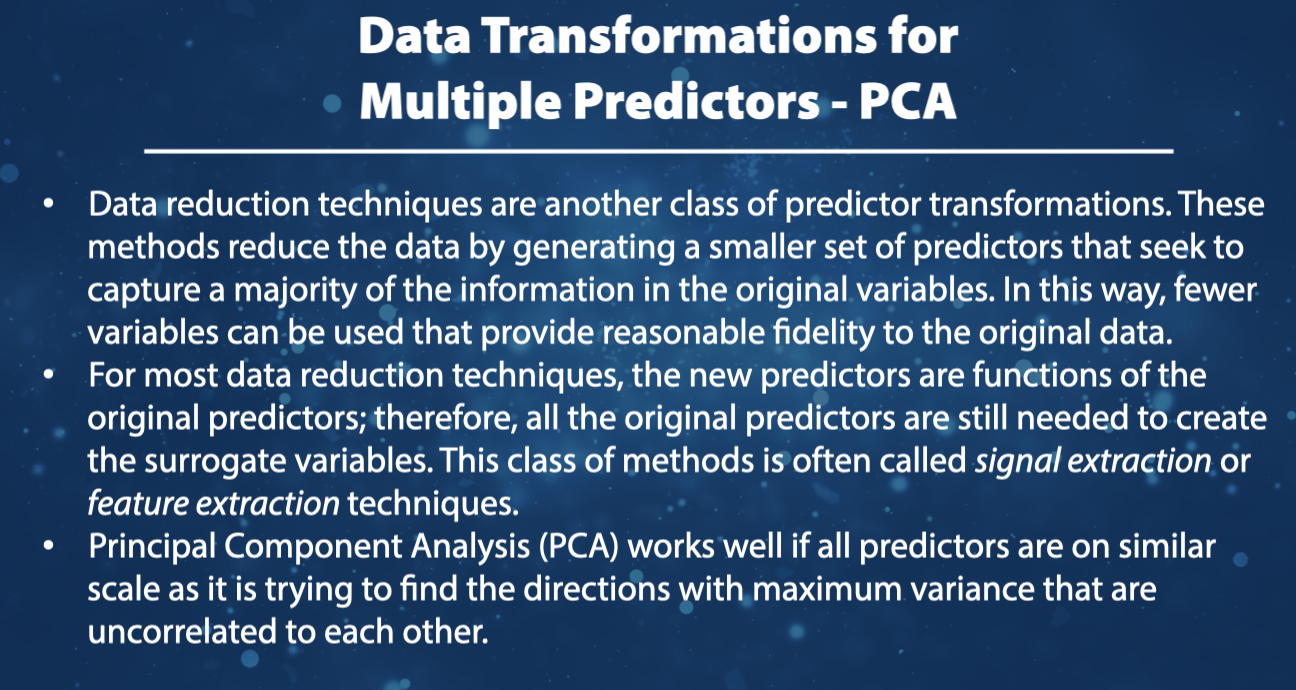 Data Transformations for
Multiple Predictors - PCA
• Data reduction techniques are another class of predictor transformations. These
methods reduce the data by generating a smaller set of predictors that seek to
capture a majority of the information in the original variables. In this way, fewer
variables can be used that provide reasonable fidelity to the original data.
• For most data reduction techniques, the new predictors are functions of the
original predictors; therefore, all the original predictors are still needed to create
the surrogate variables. This class of methods is often called signal extraction or
feature extraction techniques.
• Principal Component Analysis (PCA) works well if all predictors are on similar
scale as it is trying to find the directions with maximum variance that are
uncorrelated to each other.